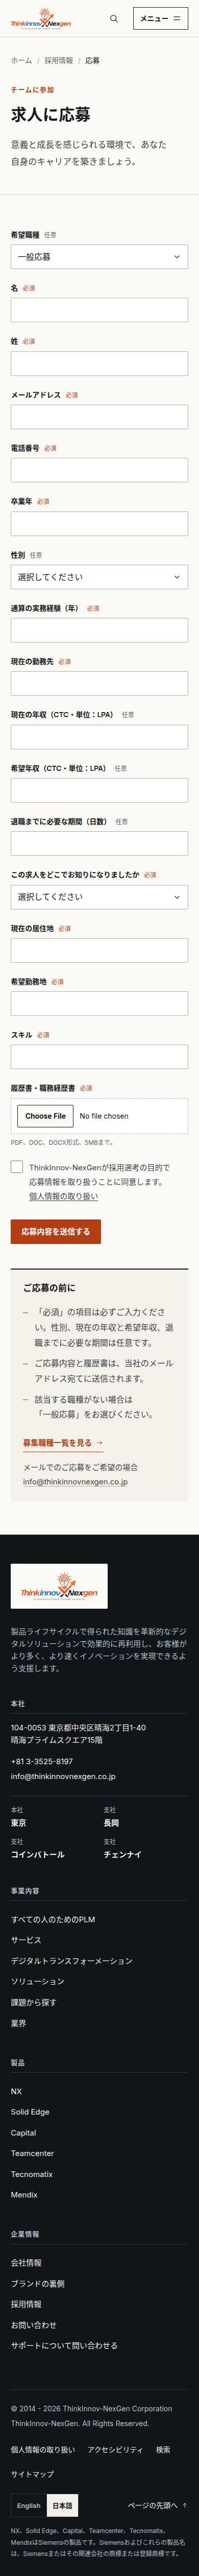 ThinkInnov-Nexgen
メニュー
ホーム / 採用情報 / 応募
チームに参加
求人に応募
意義と成長を感じられる環境で、あなた
自身のキャリアを築きましょう。
希望職種 任意
一般応募
名 必須
姓 必須
メールアドレス 必須
電話番号 必須
卒業年 必須
性別 任意
選択してください
通算の実務経験（年） 必須
現在の勤務先 必須
現在の年収（CTC・単位：LPA） 任意
希望年収（CTC・単位：LPA） 任意
退職までに必要な期間（日数） 任意
この求人をどこでお知りになりましたか 必須
選択してください
現在の居住地 必須
希望勤務地 必須
スキル 必須
履歴書・職務経歴書 必須
Choose File No file chosen
PDF、DOC、DOCX形式、5MBまで。
ThinkInnov-NexGenが採用選考の目的で
応募情報を取り扱うことに同意します。
個人情報の取り扱い
応募内容を送信する
ご応募の前に
— 「必須」の項目は必ずご入力くださ
い。性別、現在の年収と希望年収、退
職までに必要な期間は任意です。
— ご応募内容と履歴書は、当社のメール
アドレス宛てに送信されます。
— 該当する職種がない場合は
「一般応募」をお選びください。
募集職種一覧を見る →
メールでのご応募をご希望の場合
info@thinkinnovnexgen.co.jp
ThinkInnov-Nexgen
製品ライフサイクルで得られた知識を革新的なデジ
タルソリューションで効果的に再利用し、お客様が
より多く、より速くイノベーションを実現できるよ
う支援します。
本社
104-0053 東京都中央区晴海2丁目1-40
晴海プライムスクエア15階
+81 3-3525-8197
info@thinkinnovnexgen.co.jp
本社 支社
東京 長岡
支社 支社
コインバトール チェンナイ
事業内容
すべての人のためのPLM
サービス
デジタルトランスフォーメーション
ソリューション
課題から探す
業界
製品
NX
Solid Edge
Capital
Teamcenter
Tecnomatix
Mendix
企業情報
会社情報
ブランドの裏側
採用情報
お問い合わせ
サポートについて問い合わせる
© 2014 - 2026 ThinkInnov-NexGen Corporation
ThinkInnov-NexGen. All Rights Reserved.
個人情報の取り扱い アクセシビリティ 検索
サイトマップ
English 日本語 ページの先頭へ ↑
NX、Solid Edge、Capital、Teamcenter、Tecnomatix、
MendixはSiemensの製品です。Siemensおよびこれらの製品名
は、Siemensまたはその関連会社の商標または登録商標です。